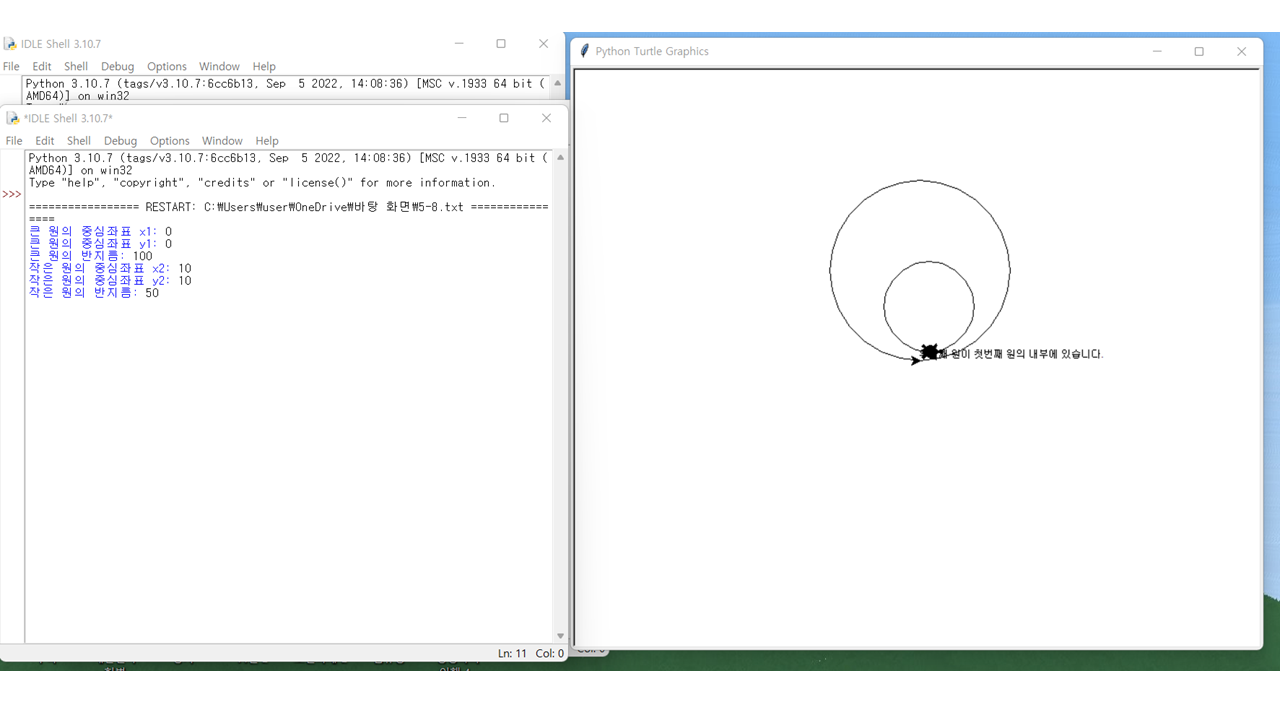 IDLE Shell 3.10.7
File Edit Shell Debug Options Window Help
Python 3.10.7 (tags/v3.10.7:6cc6b13, Sep  5 2022, 14:08:36) [MSC v.1933 64 bit (
AMD64)] on win32
*IDLE Shell 3.10.7*
File Edit Shell Debug Options Window Help
Python 3.10.7 (tags/v3.10.7:6cc6b13, Sep  5 2022, 14:08:36) [MSC v.1933 64 bit (
AMD64)] on win32
Type "help", "copyright", "credits" or "license()" for more information.
>>>
================= RESTART: C:\Users\user\OneDrive\바탕 화면\5-8.txt ============
====
큰 원의 중심좌표 x1: 0
큰 원의 중심좌표 y1: 0
큰 원의 반지름: 100
작은 원의 중심좌표 x2: 10
작은 원의 중심좌표 y2: 10
작은 원의 반지름: 50
Ln: 11 Col: 0
Python Turtle Graphics
원이 첫번째 원의 내부에 있습니다.